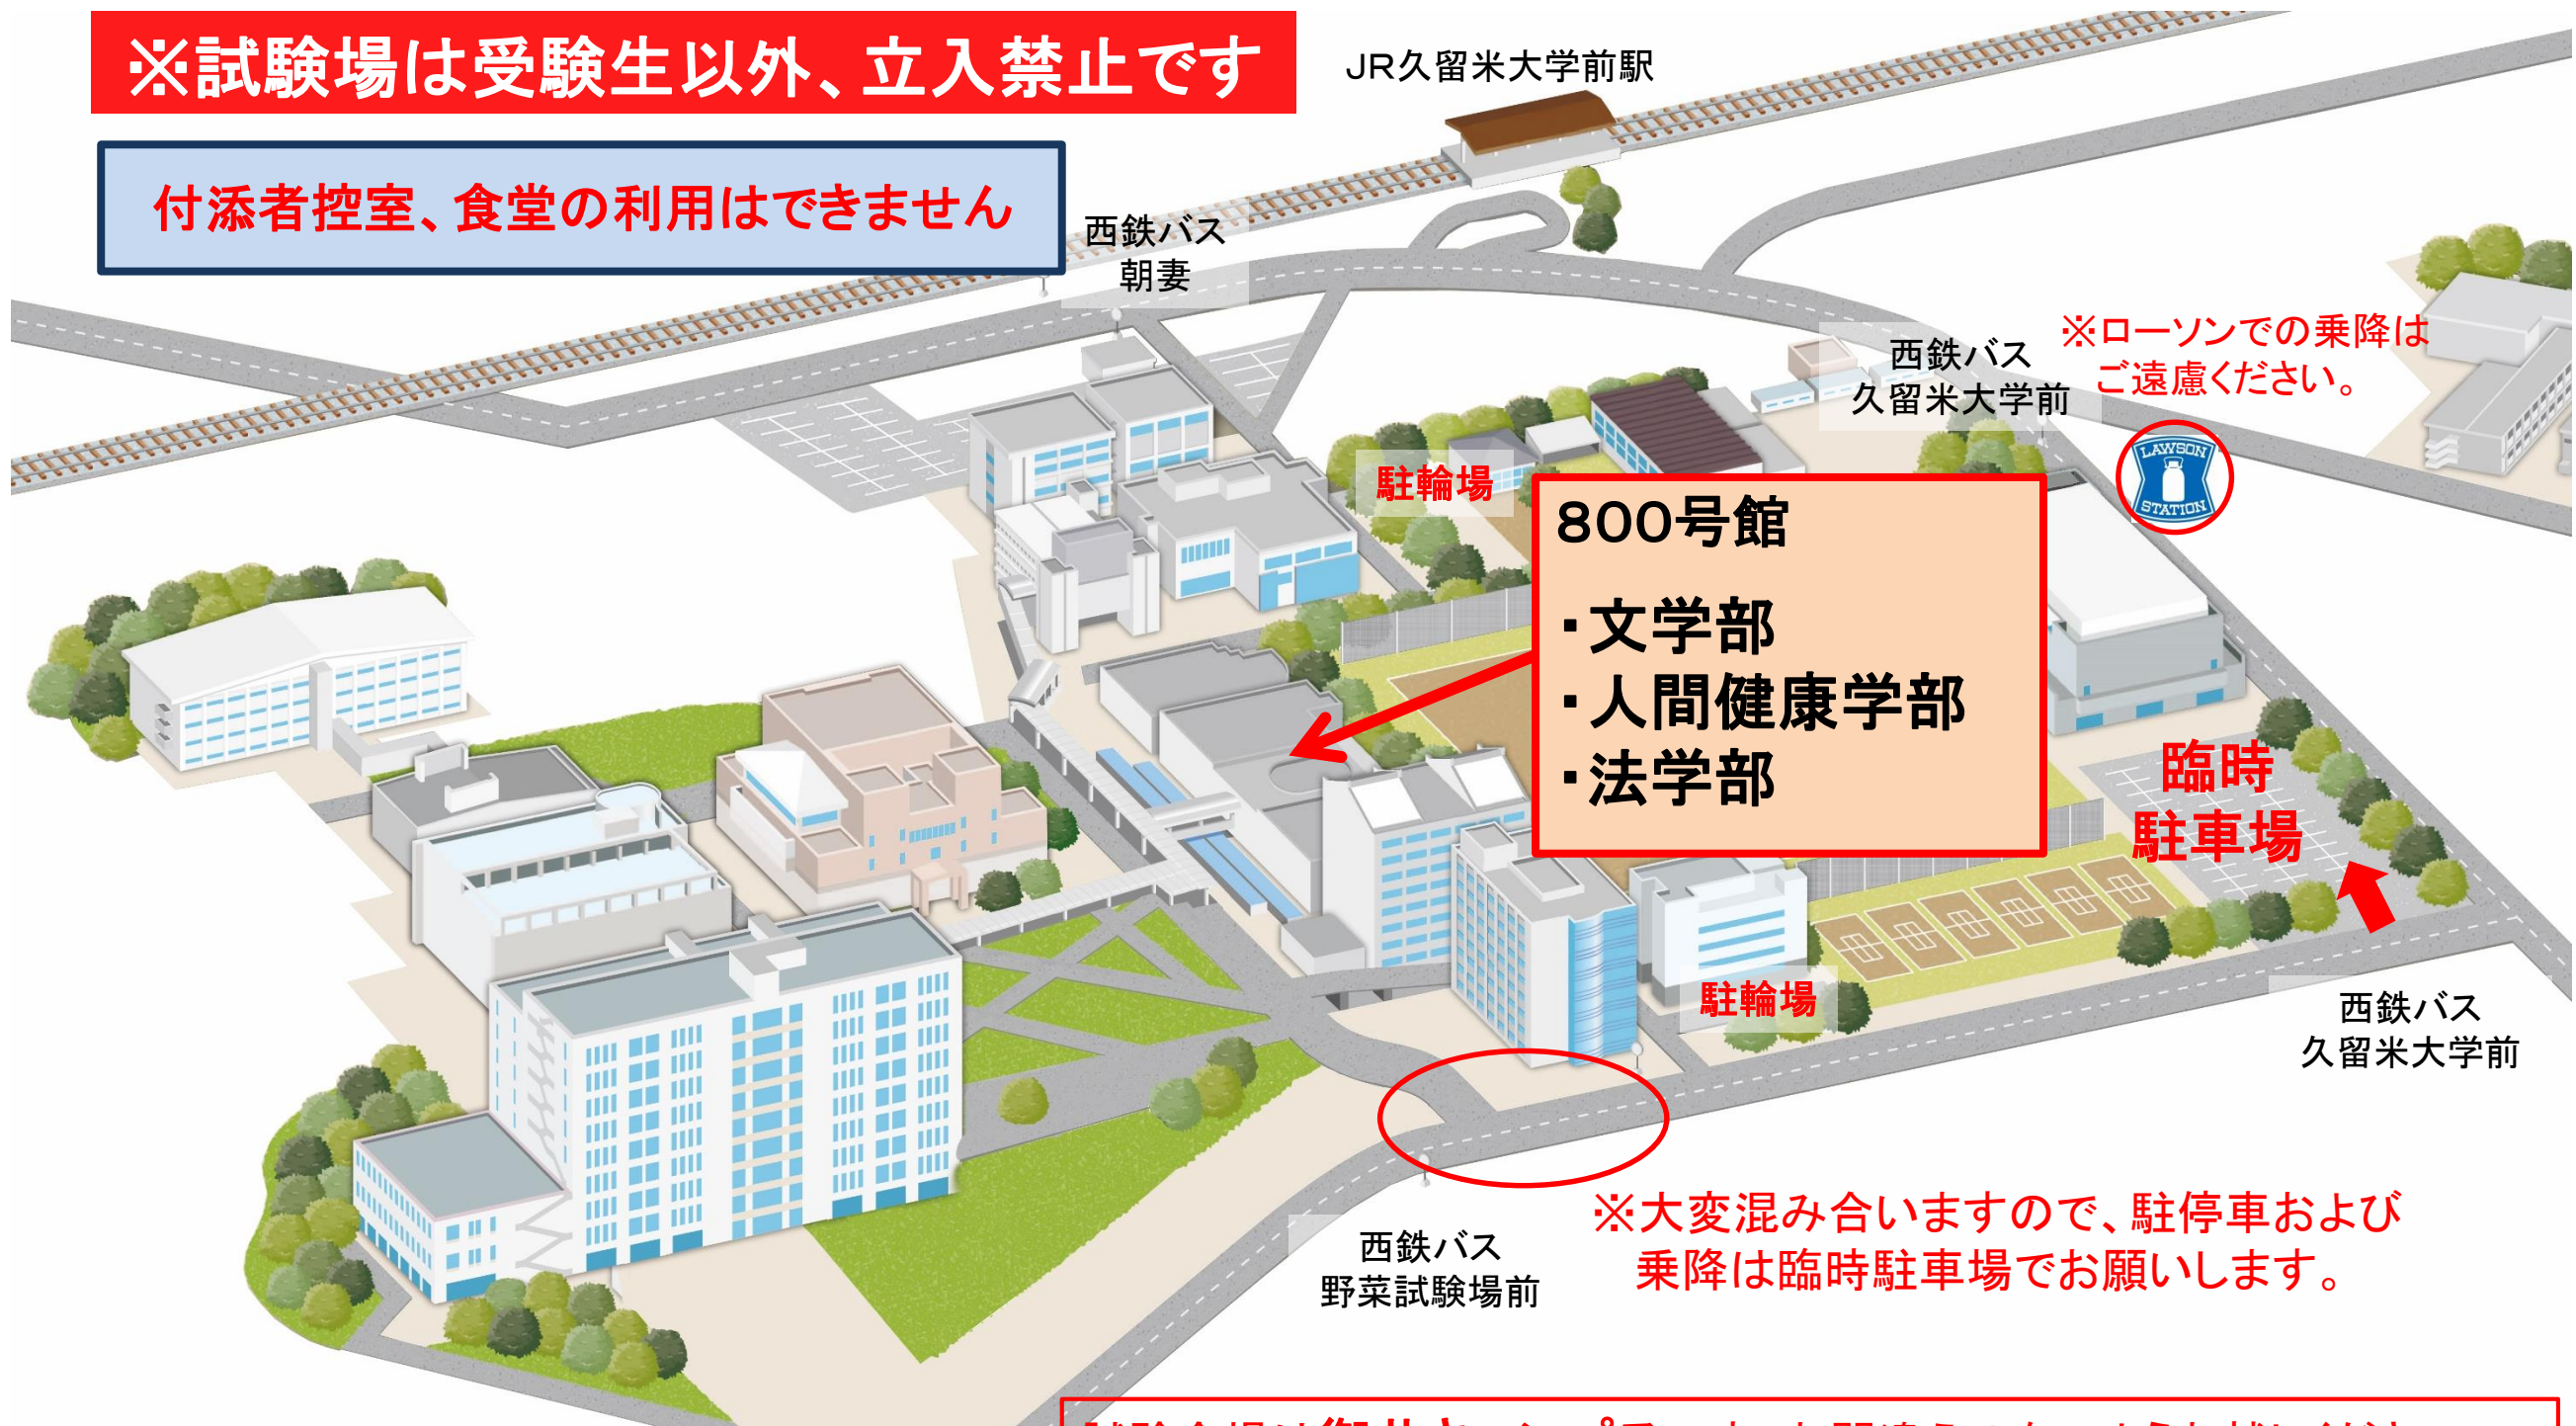 ※試験場は受験生以外、立入禁止です
付添者控室、食堂の利用はできません
JR久留米大学前駅
西鉄バス
朝妻
西鉄バス
久留米大学前
※ローソンでの乗降は
ご遠慮ください。
LAWSON
STATION
駐輪場
800号館
・文学部
・人間健康学部
・法学部
臨時
駐車場
駐輪場
西鉄バス
久留米大学前
西鉄バス
野菜試験場前
※大変混み合いますので、駐停車および
乗降は臨時駐車場でお願いします。